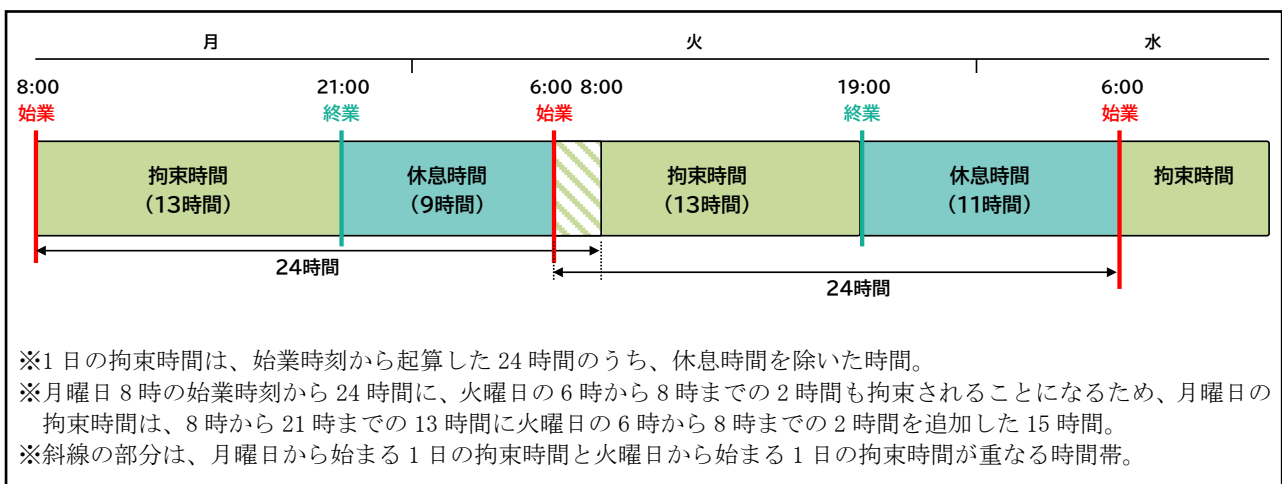 月 火 水
8:00 21:00 6:00 8:00 19:00 6:00
始業 終業 始業 終業 始業
拘束時間 休息時間 拘束時間 休息時間 拘束時間
（13時間） （9時間） （13時間） （11時間）
24時間
24時間
※1日の拘束時間は、始業時刻から起算した24時間のうち、休息時間を除いた時間。
※月曜日8時の始業時刻から24時間に、火曜日の6時から8時までの2時間も拘束されることになるため、月曜日の
拘束時間は、8時から21時までの13時間に火曜日の6時から8時までの2時間を追加した15時間。
※斜線の部分は、月曜日から始まる1日の拘束時間と火曜日から始まる1日の拘束時間が重なる時間帯。